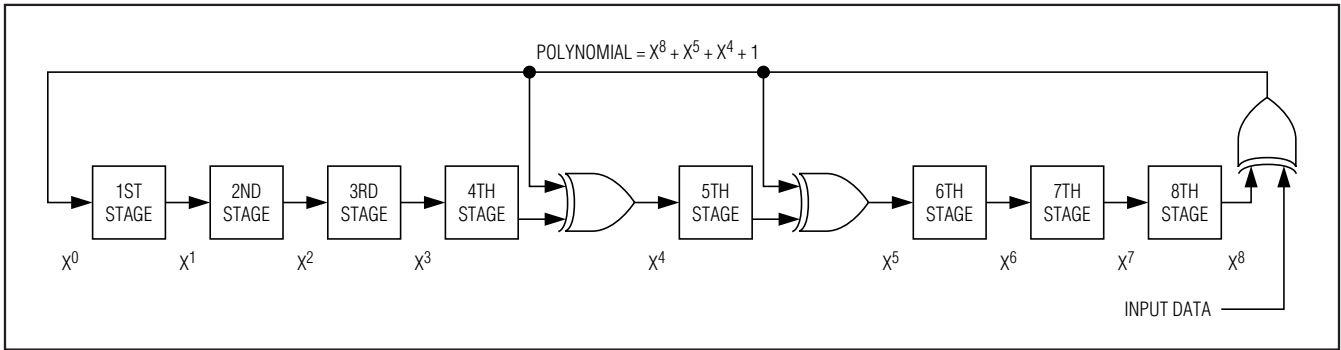 POLYNOMIAL = X⁸ + X⁵ + X⁴ + 1
1ST
STAGE
2ND
STAGE
3RD
STAGE
4TH
STAGE
5TH
STAGE
6TH
STAGE
7TH
STAGE
8TH
STAGE
X⁰
X¹
X²
X³
X⁴
X⁵
X⁶
X⁷
X⁸
INPUT DATA